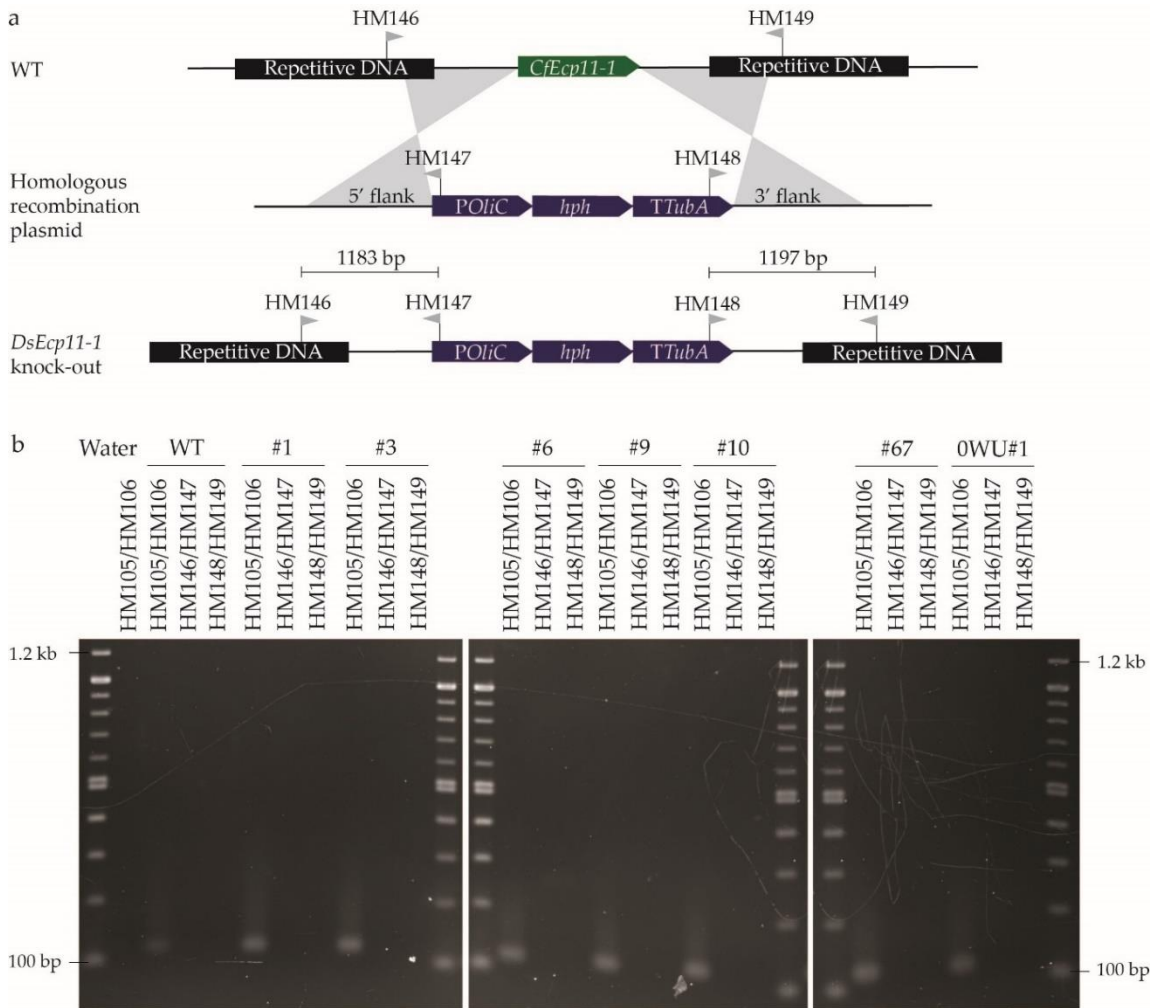 a
HM146
HM149
WT
Repetitive DNA
CfEcp11-1
Repetitive DNA
HM147
HM148
Homologous
recombination
plasmid
5' flank
POliC
hph
TTubA
3' flank
1183 bp
1197 bp
HM146
HM147
HM148
HM149
DsEcp11-1
knock-out
Repetitive DNA
POliC
hph
TTubA
Repetitive DNA
b
Water
WT
#1
#3
#6
#9
#10
#67
0WU#1
HM105/HM106
HM105/HM106
HM146/HM147
HM148/HM149
HM105/HM106
HM146/HM147
HM148/HM149
HM105/HM106
HM146/HM147
HM148/HM149
HM105/HM106
HM146/HM147
HM148/HM149
HM105/HM106
HM146/HM147
HM148/HM149
HM105/HM106
HM146/HM147
HM148/HM149
HM105/HM106
HM146/HM147
HM148/HM149
HM105/HM106
HM146/HM147
HM148/HM149
1.2 kb
1.2 kb
100 bp
100 bp